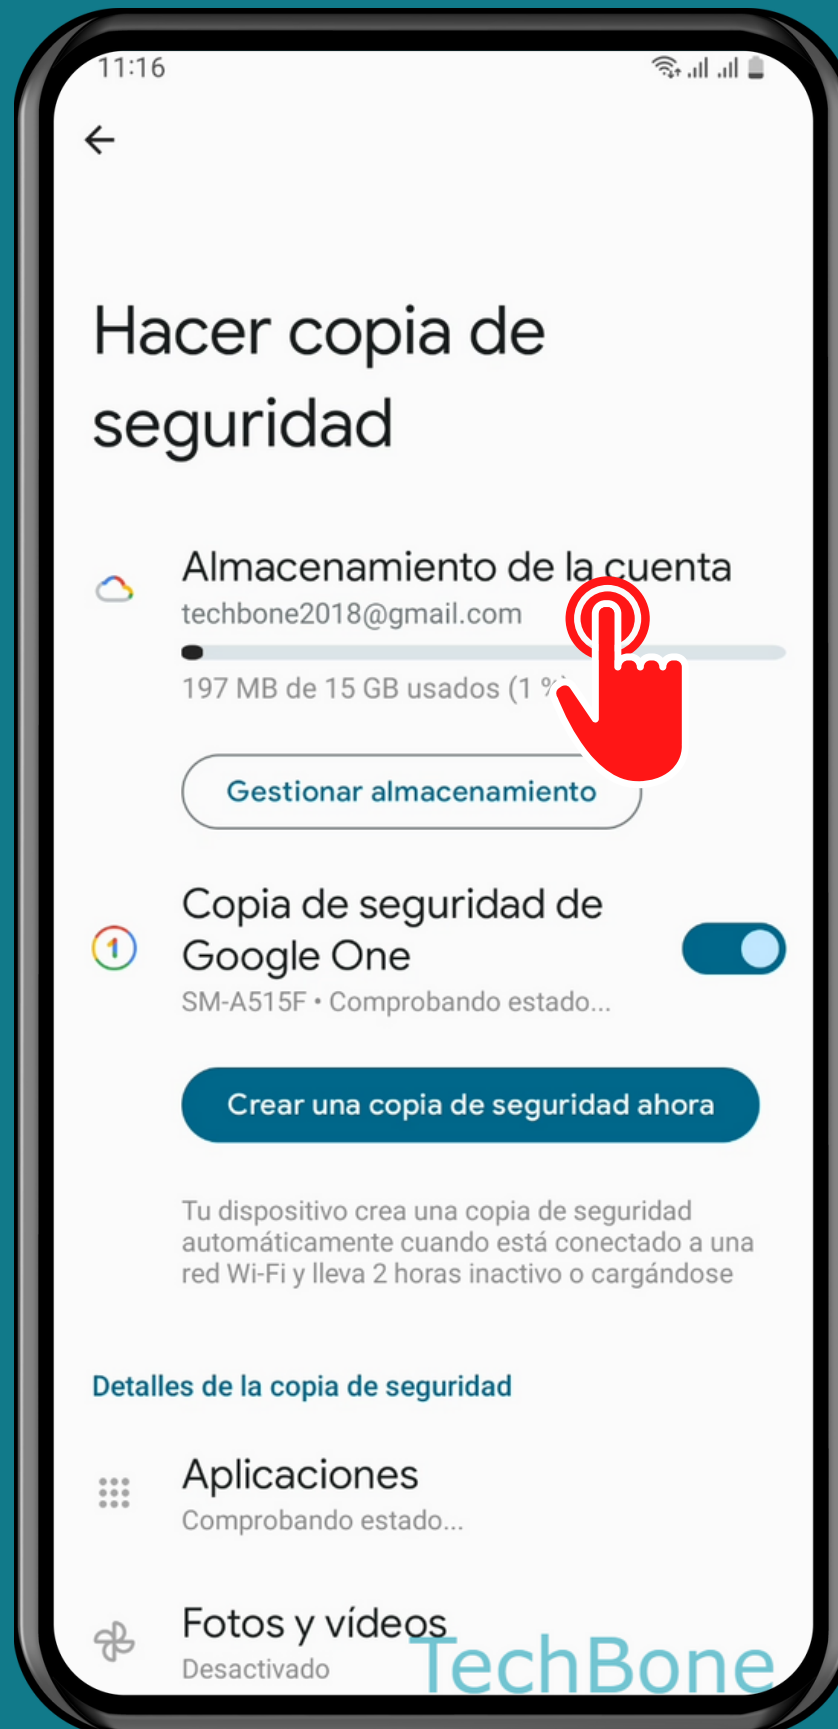 11:16
Hacer copia de
seguridad
Almacenamiento de la cuenta
techbone2018@gmail.com
197 MB de 15 GB usados (1 %)
Gestionar almacenamiento
Copia de seguridad de
Google One
SM-A515F • Comprobando estado...
Crear una copia de seguridad ahora
Tu dispositivo crea una copia de seguridad
automáticamente cuando está conectado a una
red Wi-Fi y lleva 2 horas inactivo o cargándose
Detalles de la copia de seguridad
Aplicaciones
Comprobando estado...
Fotos y vídeos
Desactivado
TechBone